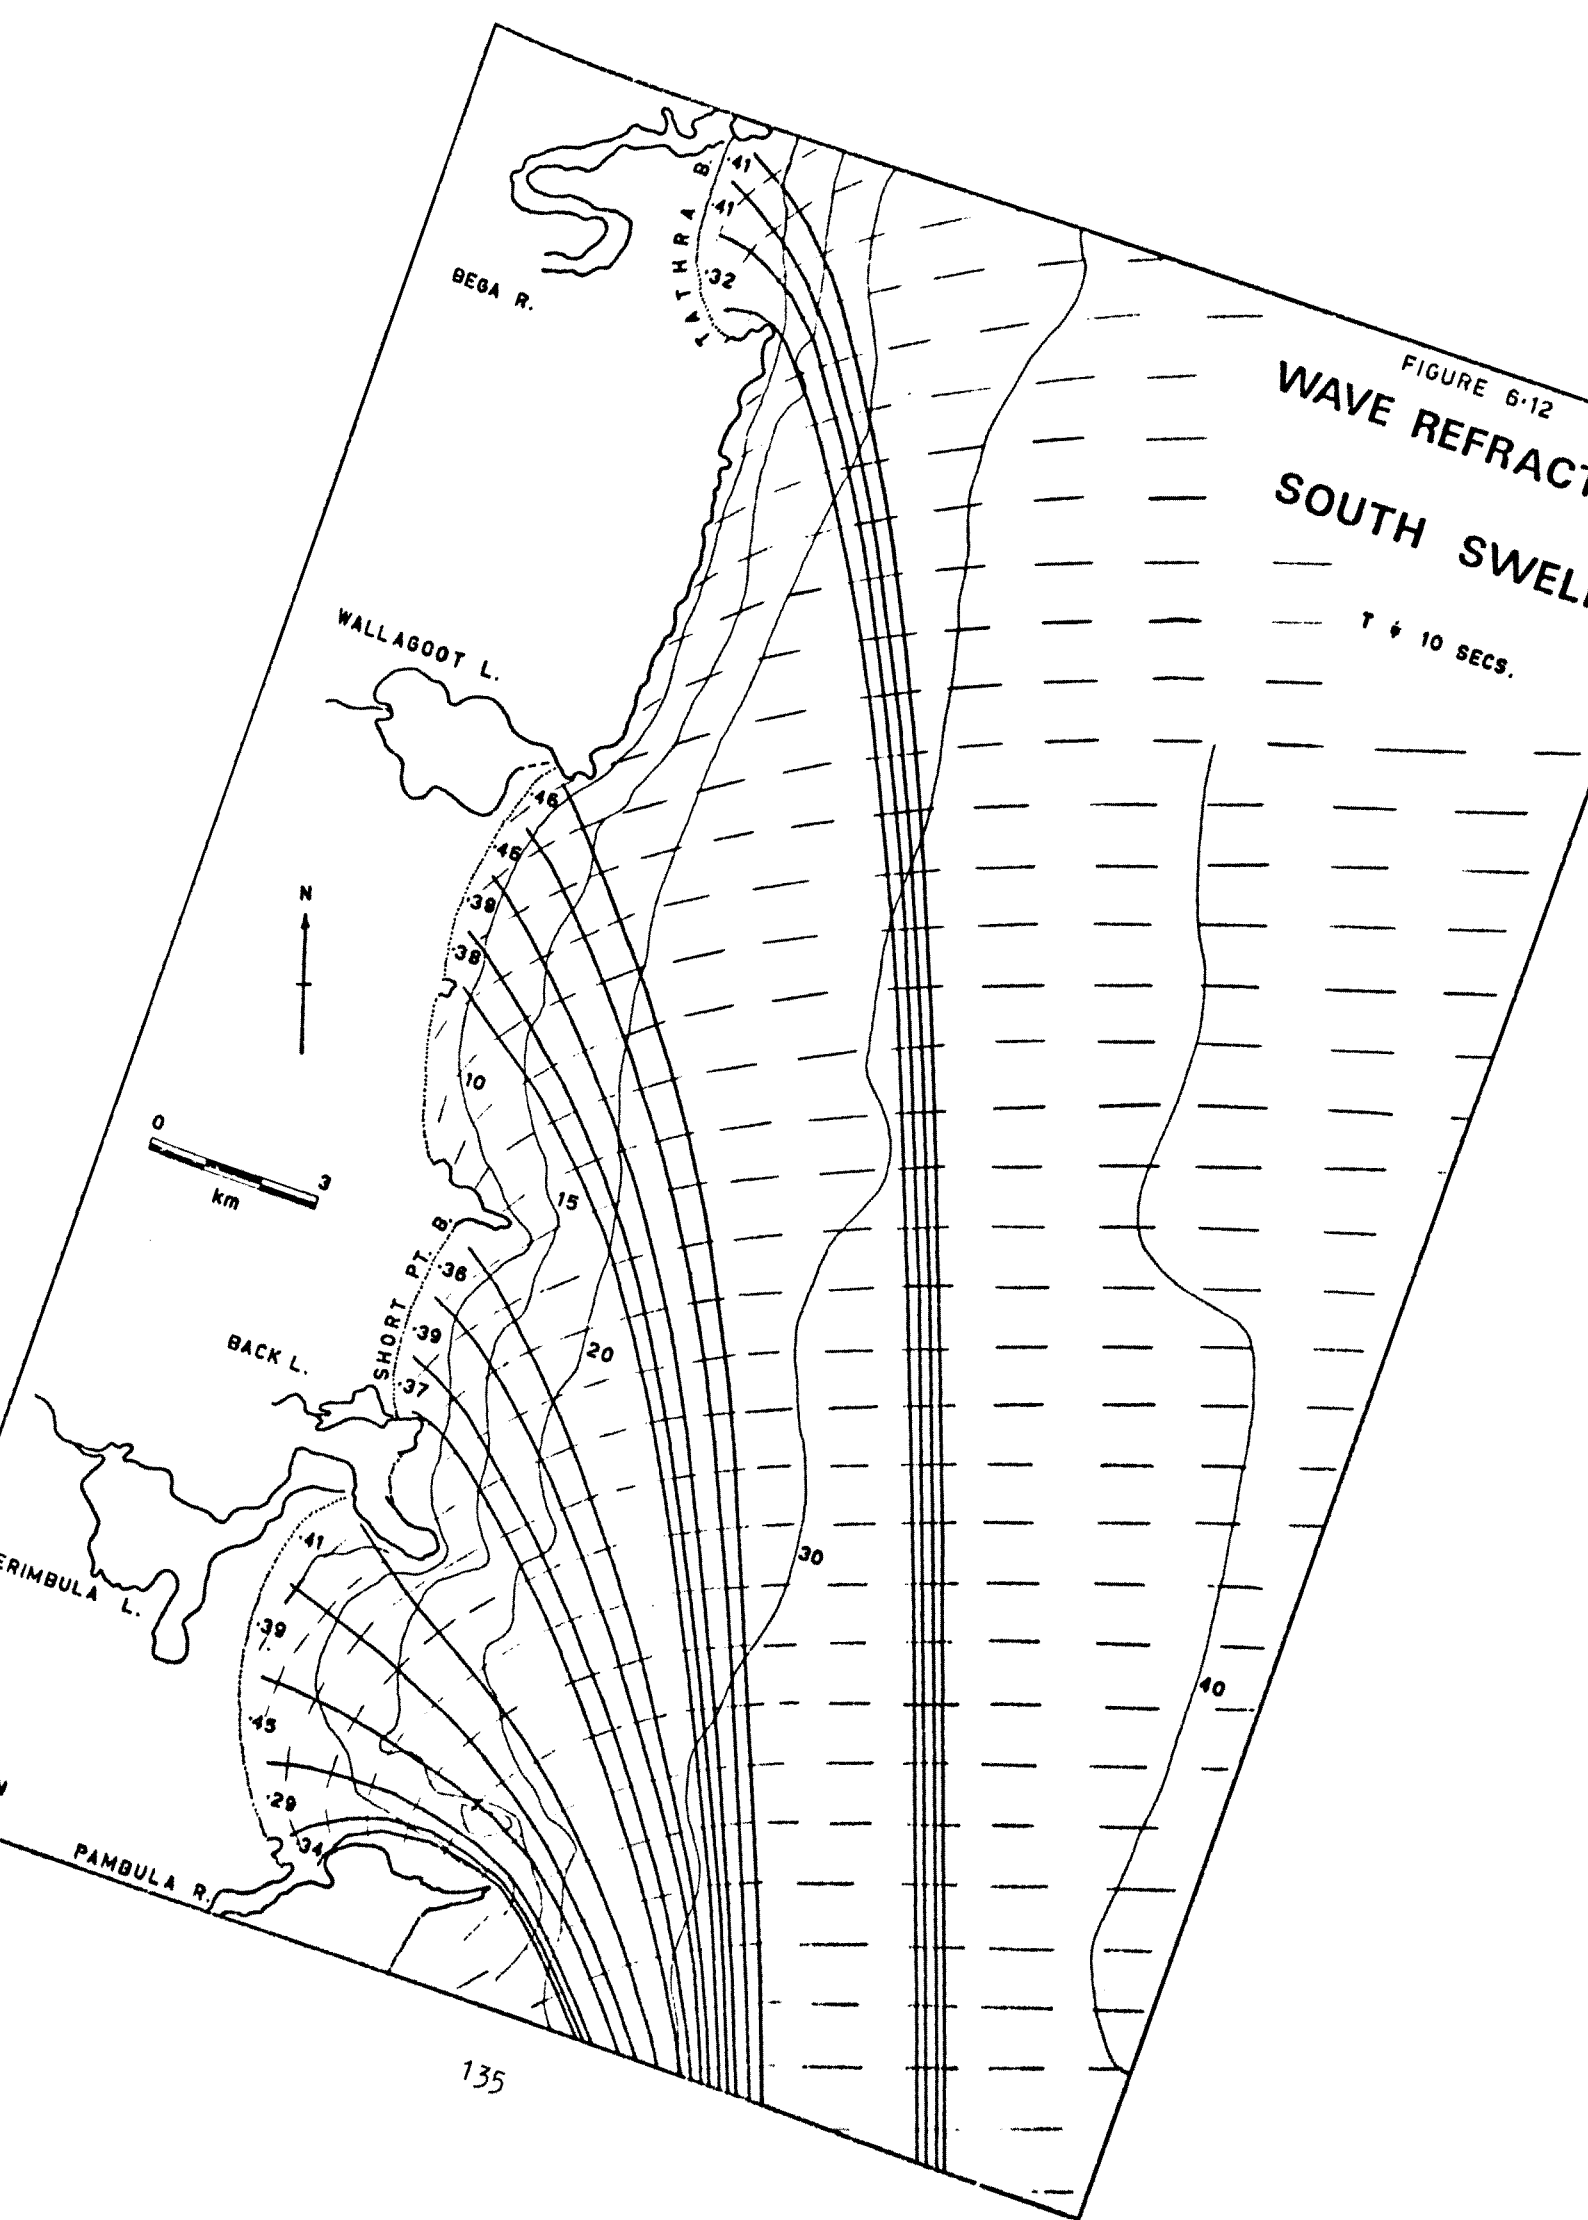 FIGURE 6·12
WAVE REFRACT
SOUTH SWEL
T ≑ 10 SECS.
TATHRA B.
·41
·41
·32
BEGA R.
WALLAGOOT L.
·46
·46
·39
·38
N
10
0 3
km
15
SHORT PT. B.
·36
·39
·37
20
BACK L.
30
·41
ERIMBULA L.
·39
40
·45
·29
·34
PAMBULA R.
135